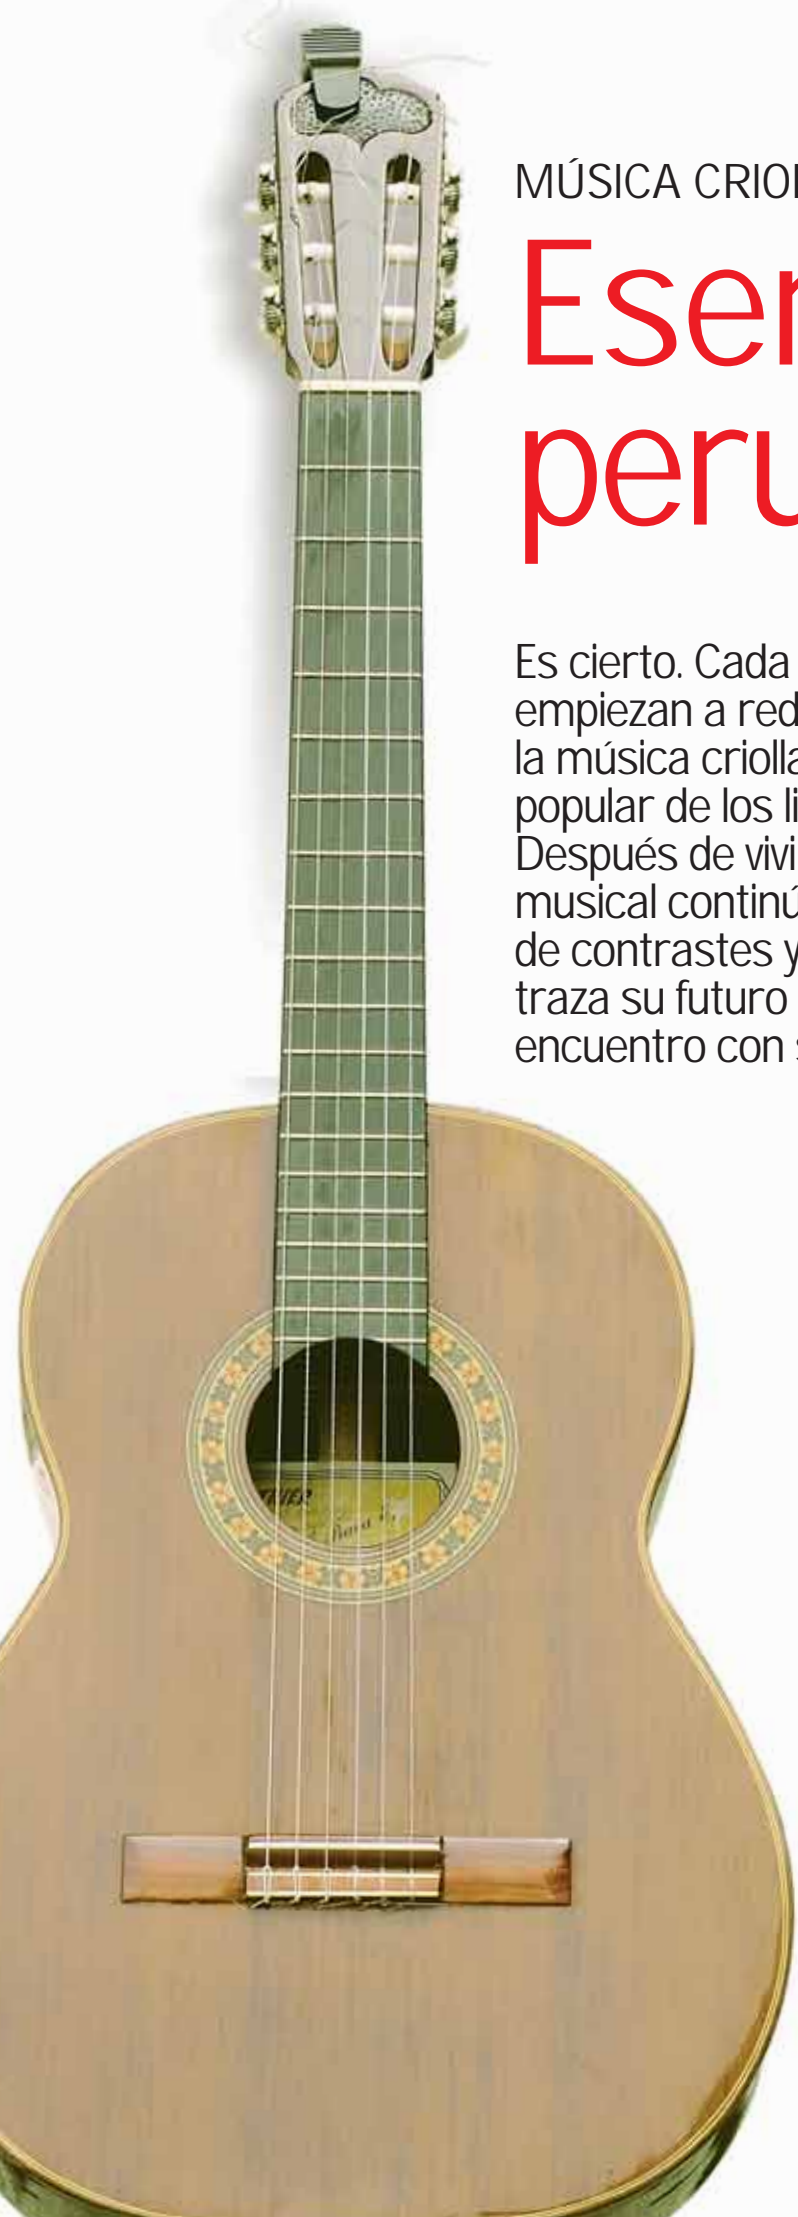 MÚSICA CRIOL
Esen
peru
Es cierto. Cada
empiezan a red
la música criolla
popular de los li
Después de vivi
musical continú
de contrastes y
traza su futuro
encuentro con s